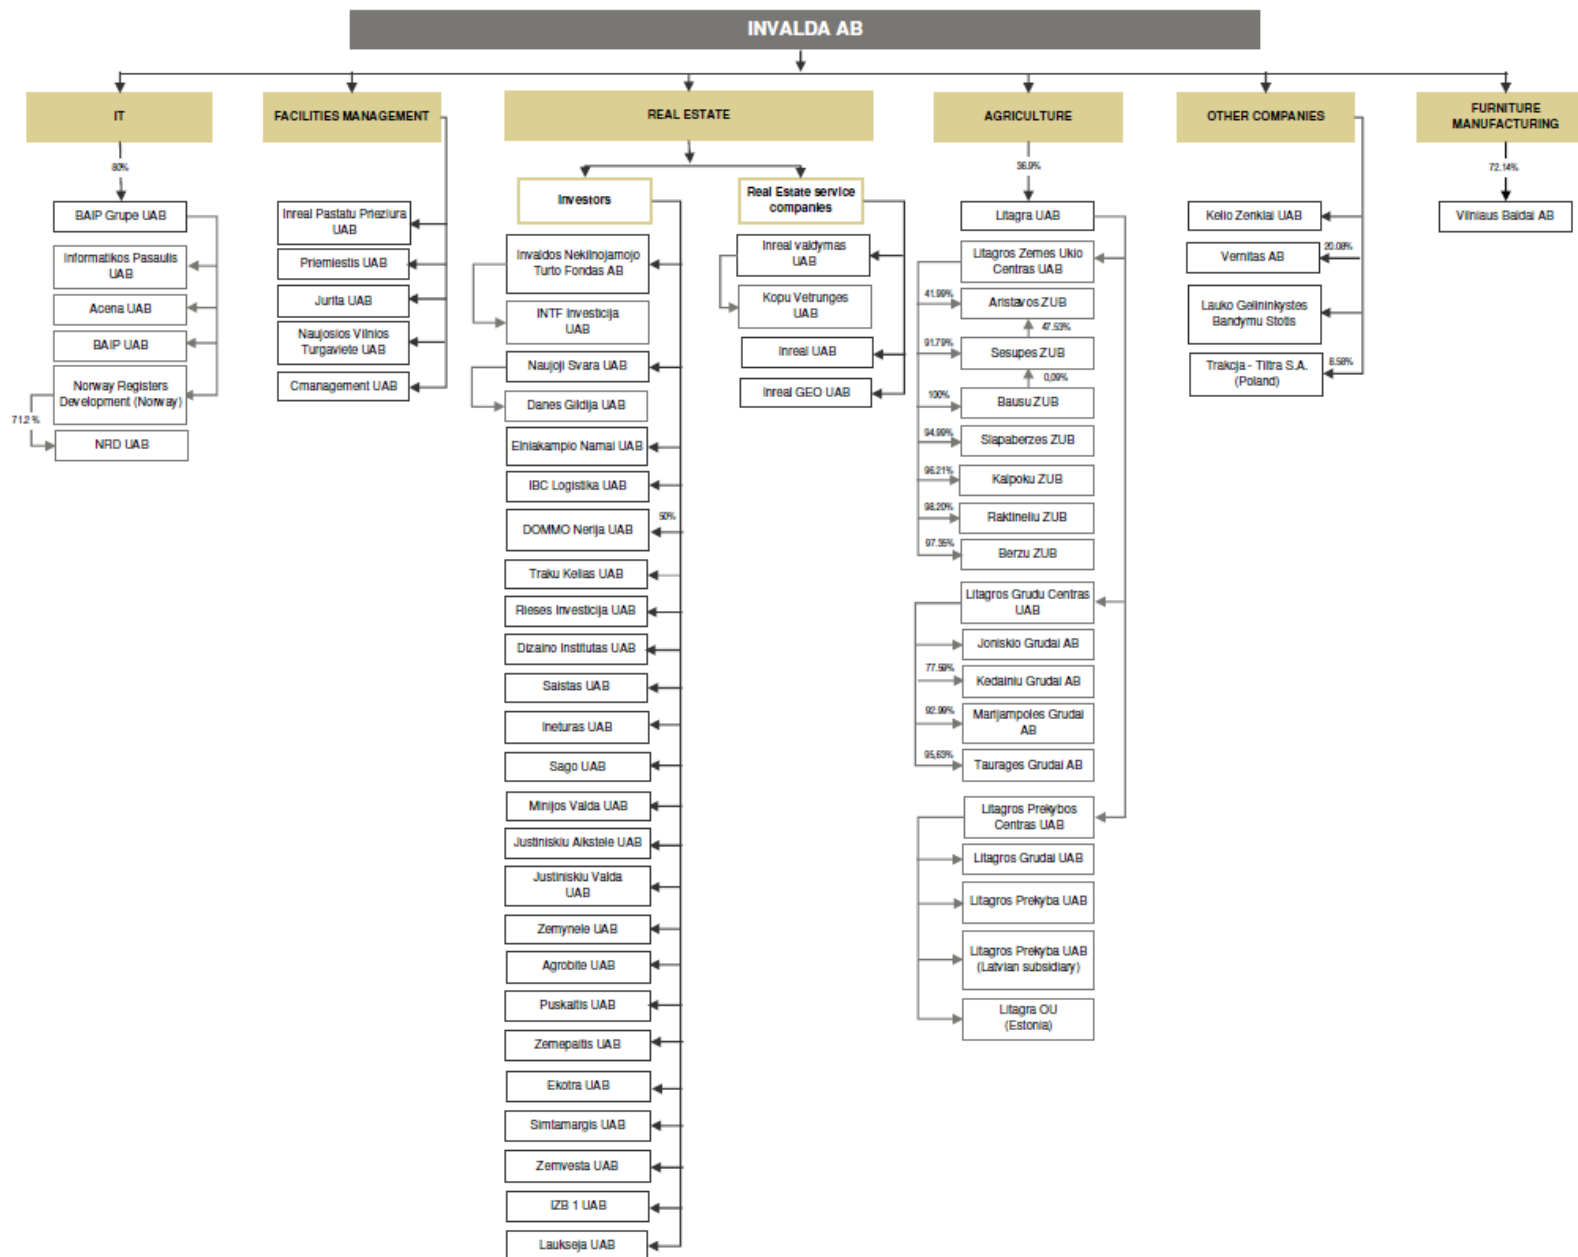 INVALDA AB
IT
80%
BAIP Grupe UAB
Informatikos Pasaulis
UAB
Acena UAB
BAIP UAB
Norway Registers
Development (Norway)
71.2 %
NRD UAB
FACILITIES MANAGEMENT
Inreal Pastatu Prieziura
UAB
Priemiestis UAB
Jurita UAB
Naujosios Vilnios
Turgaviete UAB
Cmanagement UAB
REAL ESTATE
Investors
Invaldos Nekilnojamojo
Turto Fondas AB
INTF Investicija
UAB
Naujoji Svara UAB
Danes Gildija UAB
Elniakampio Namai UAB
IBC Logistika UAB
50%
DOMMO Nerija UAB
Traku Kelias UAB
Rieses Investicija UAB
Dizaino Institutas UAB
Saistas UAB
Ineturas UAB
Sago UAB
Minijos Valda UAB
Justiniskiu Aikstele UAB
Justiniskiu Valda
UAB
Zemynele UAB
Agrobite UAB
Puskaitis UAB
Zemepaitis UAB
Ekotra UAB
Simtamargis UAB
Zemvesta UAB
IZB 1 UAB
Laukseja UAB
Real Estate service
companies
Inreal valdymas
UAB
Kopu Vetrunges
UAB
Inreal UAB
Inreal GEO UAB
AGRICULTURE
36.9%
Litagra UAB
Litagros Zemes Ukio
Centras UAB
41.99%
Aristavos ZUB
47.53%
91.79%
Sesupes ZUB
0,09%
100%
Bausu ZUB
94.99%
Slapaberzes ZUB
96.21%
Kalpoku ZUB
98.20%
Raktineliu ZUB
97.35%
Berzu ZUB
Litagros Grudu Centras
UAB
Joniskio Grudai AB
77.59%
Kedainiu Grudai AB
92.99%
Marijampoles Grudai
AB
95,63%
Taurages Grudai AB
Litagros Prekybos
Centras UAB
Litagros Grudai UAB
Litagros Prekyba UAB
Litagros Prekyba UAB
(Latvian subsidiary)
Litagra OU
(Estonia)
OTHER COMPANIES
Kelio Zenklai UAB
20.08%
Vernitas AB
Lauko Gelininkystes
Bandymu Stotis
8.58%
Trakcja - Tiltra S.A.
(Poland)
FURNITURE
MANUFACTURING
72.14%
Vilniaus Baldai AB